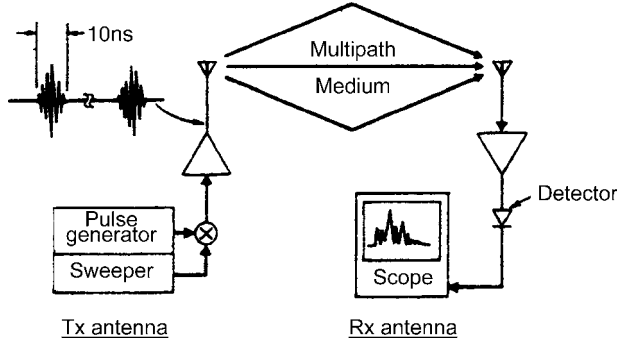 10ns
Multipath
Medium
Pulse
generator
Sweeper
Detector
Scope
Tx antenna
Rx antenna